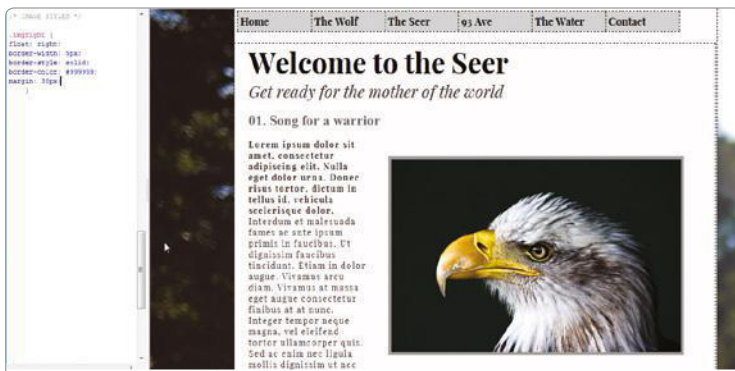 /* IMAGE STYLES */
.imgright {
float: right;
border-width: 5px;
border-style: solid;
border-color: #999999;
margin: 30px
}
Home The Wolf The Seer 93 Ave The Water Contact
Welcome to the Seer
Get ready for the mother of the world
01. Song for a warrior
Lorem ipsum dolor sit
amet, consectetur
adipiscing elit. Nulla
eget dolor urna. Donec
risus tortor, dictum in
tellus id, vehicula
scelerisque dolor.
Interdum et malesuada
fames ac ante ipsum
primis in faucibus. Ut
dignissim faucibus
tincidunt. Etiam in dolor
augue. Vivamus arcu
diam. Vivamus at massa
eget augue consectetur
finibus at at nunc.
Integer tempor neque
magna, vel eleifend
tortor ullamcorper quis.
Sed ac enim nec ligula
mollis dignissim ut nec